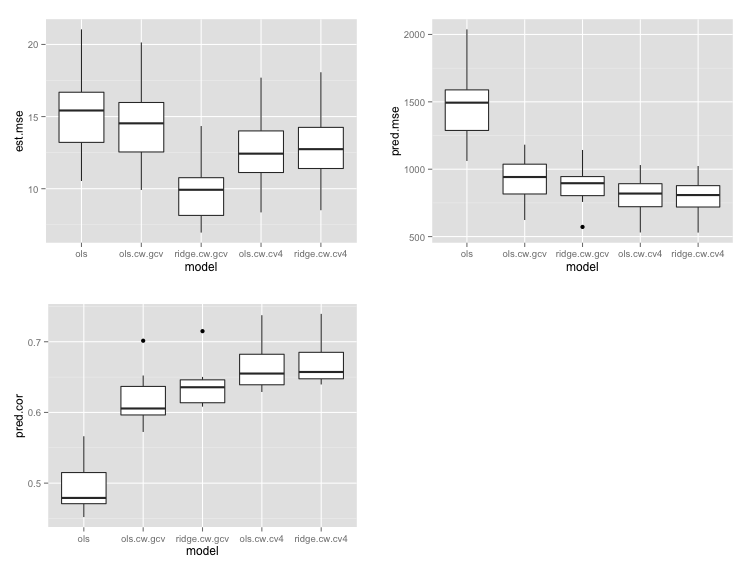 est.mse
20
15
10
ols ols.cw.gcv ridge.cw.gcv ols.cw.cv4 ridge.cw.cv4
model
pred.mse
2000
1500
1000
500
ols ols.cw.gcv ridge.cw.gcv ols.cw.cv4 ridge.cw.cv4
model
pred.cor
0.7
0.6
0.5
ols ols.cw.gcv ridge.cw.gcv ols.cw.cv4 ridge.cw.cv4
model